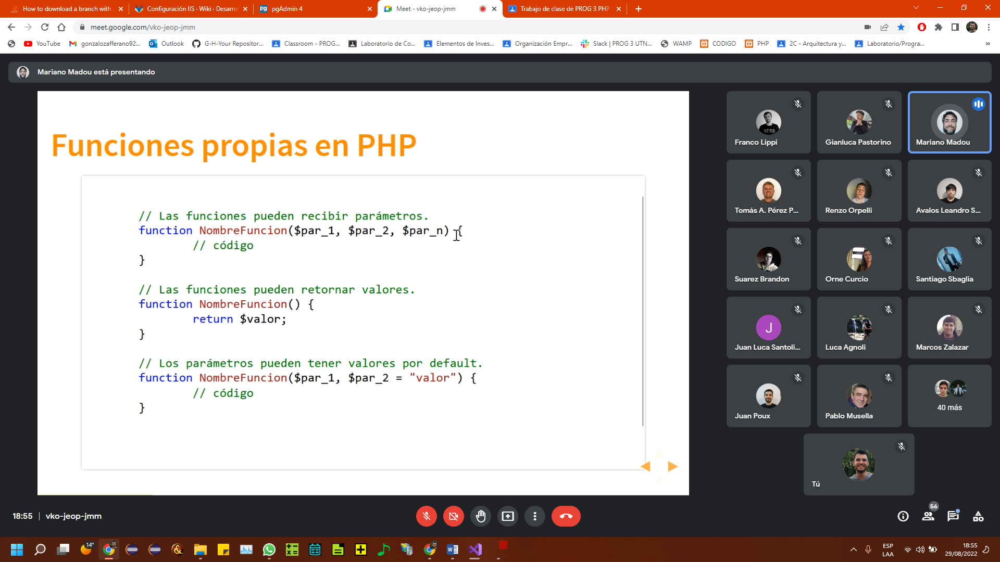 How to download a branch with
Configuración IIS · Wiki · Desarro
pgAdmin 4
Meet - vko-jeop-jmm
Trabajo de clase de PROG 3 PHP
meet.google.com/vko-jeop-jmm
YouTube
gonzalozafferano92...
Outlook
G-H-Your Repositor...
Classroom - PROG...
Laboratorio de Co...
Elementos de Inves...
Organización Empr...
Slack | PROG 3 UTN...
WAMP
CODIGO
PHP
2C - Arquitectura y...
Laboratorio/Progra...
»
Mariano Madou está presentando
Funciones propias en PHP
// Las funciones pueden recibir parámetros.
function NombreFuncion($par_1, $par_2, $par_n) {
// código
}
// Las funciones pueden retornar valores.
function NombreFuncion() {
return $valor;
}
// Los parámetros pueden tener valores por default.
function NombreFuncion($par_1, $par_2 = "valor") {
// código
}
Franco Lippi
Gianluca Pastorino
Mariano Madou
Tomás A. Pérez P...
Renzo Orpelli
Avalos Leandro S...
Suarez Brandon
Orne Curcio
Santiago Sbaglia
J
Juan Luca Santoli...
Luca Agnoli
Marcos Zalazar
Juan Poux
Pablo Musella
40 más
Tú
18:55 | vko-jeop-jmm
56
14°
ESP
LAA
18:55
29/08/2022